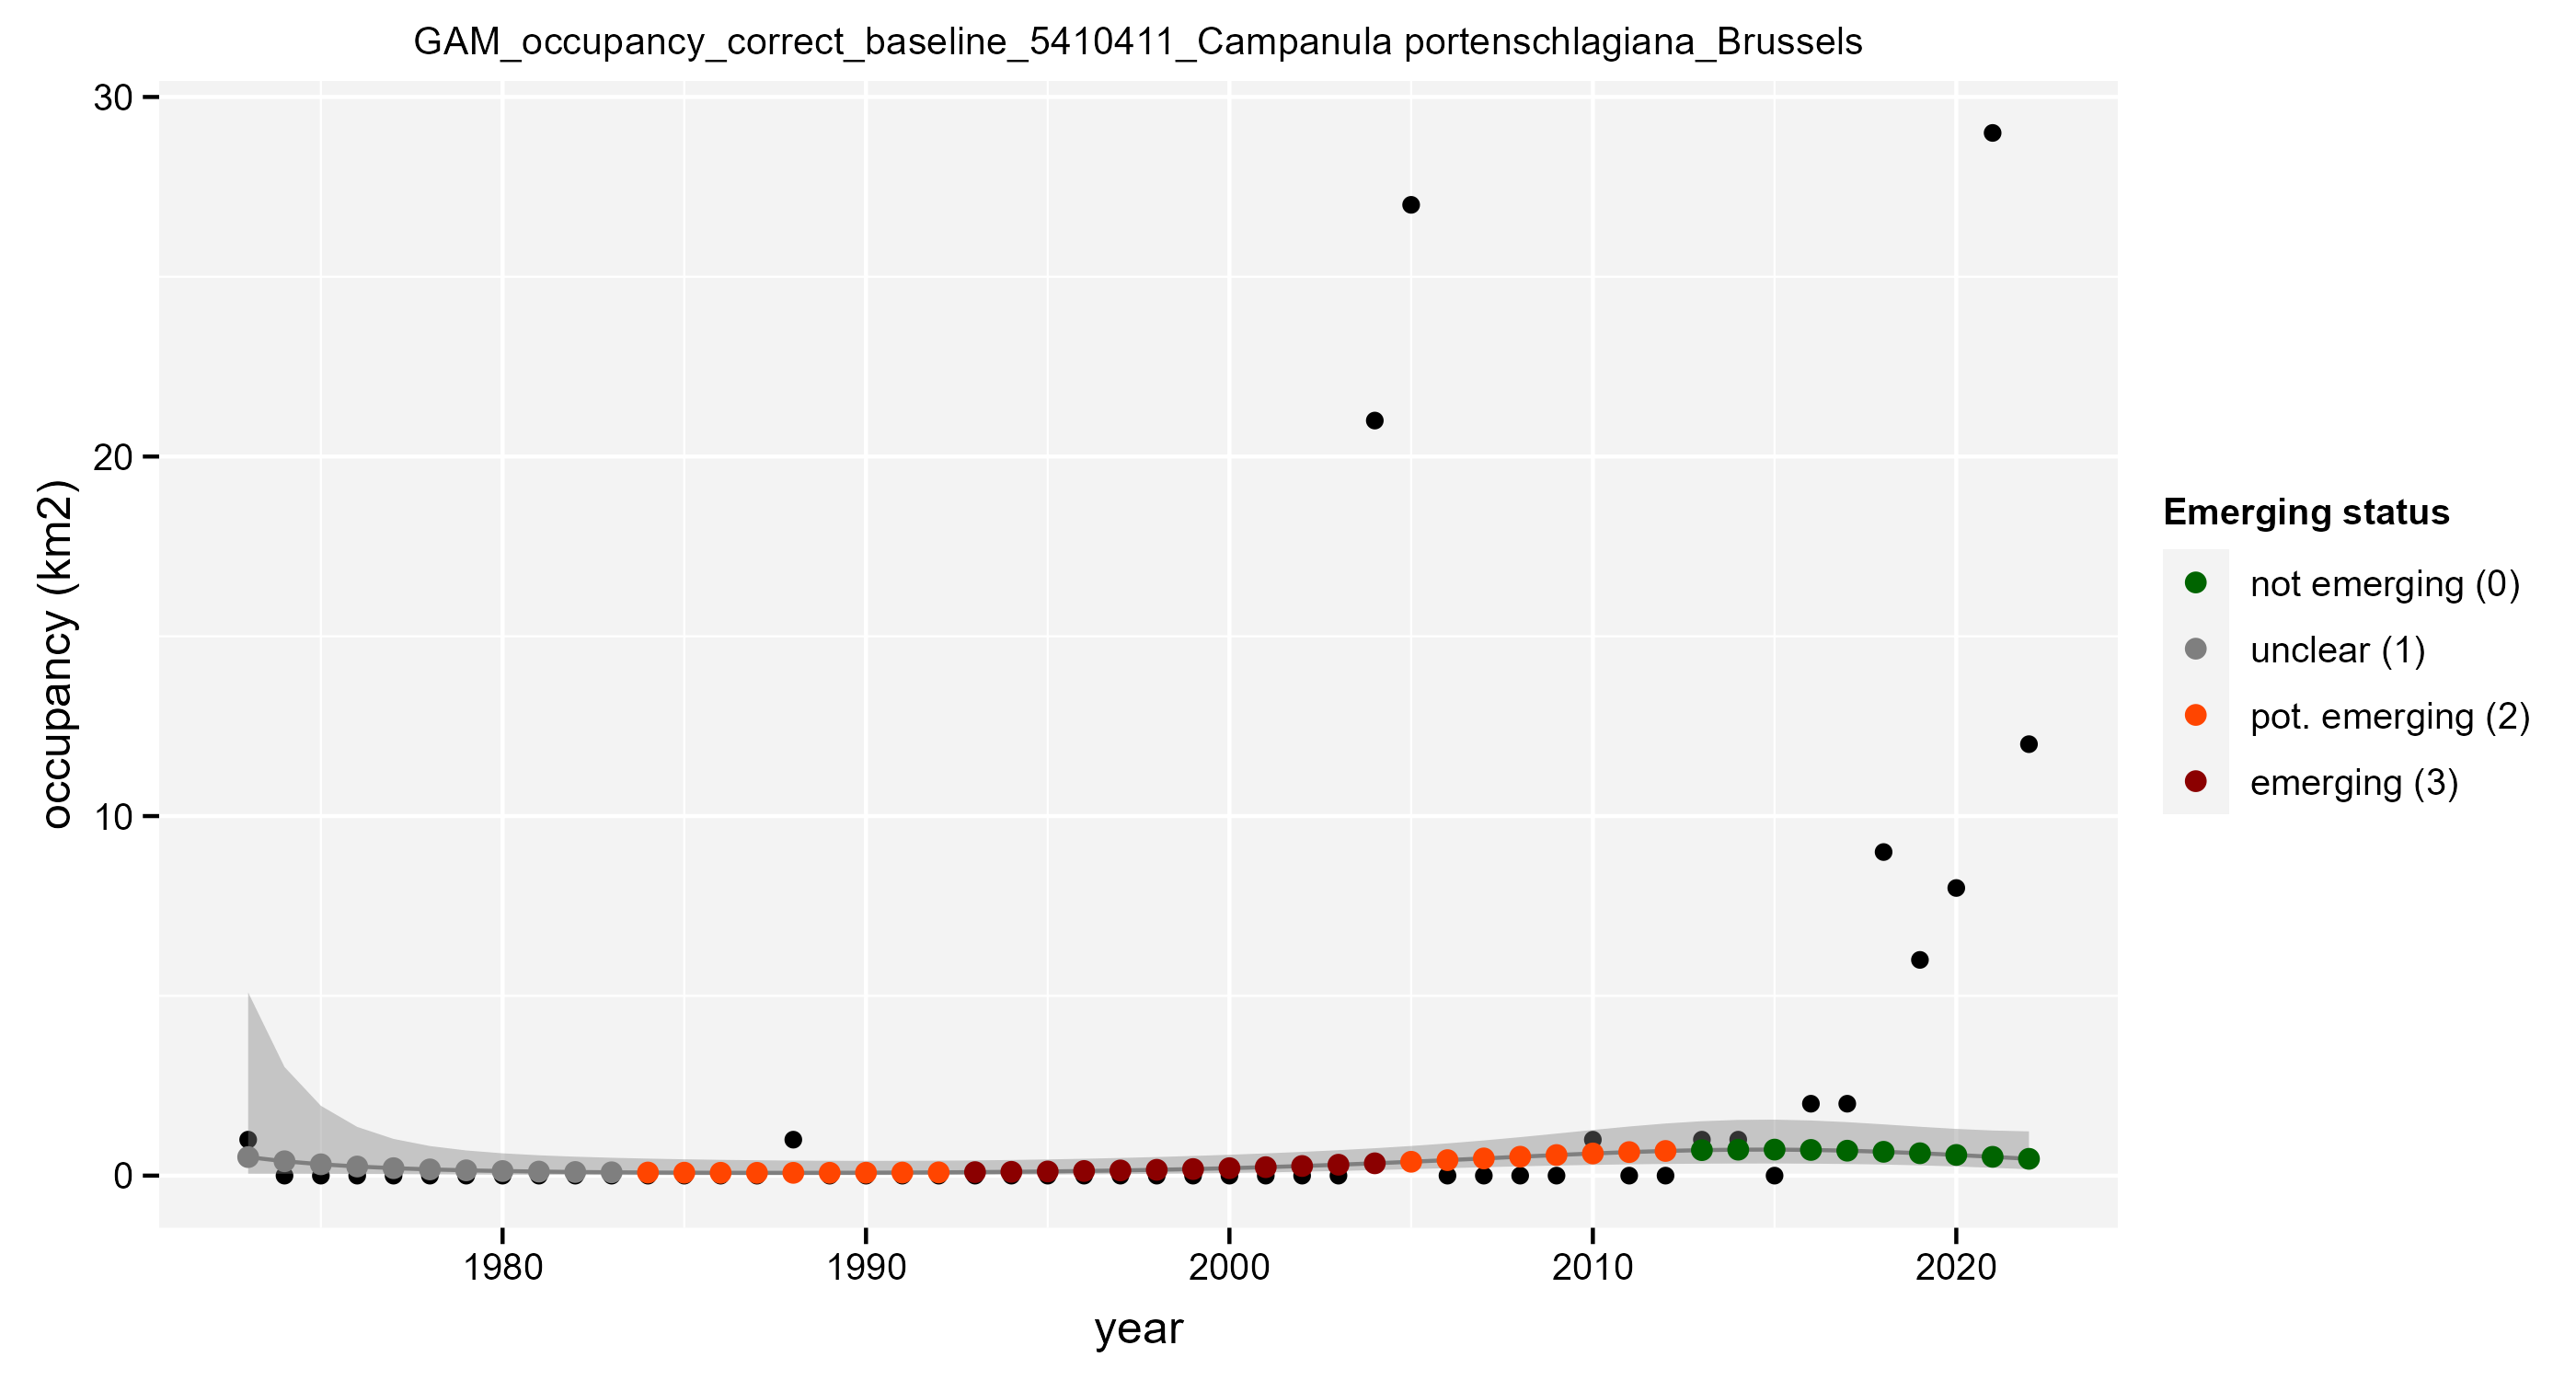 GAM_occupancy_correct_baseline_5410411_Campanula portenschlagiana_Brussels
30
20
10
0
occupancy (km2)
1980
1990
2000
2010
2020
year
Emerging status
not emerging (0)
unclear (1)
pot. emerging (2)
emerging (3)